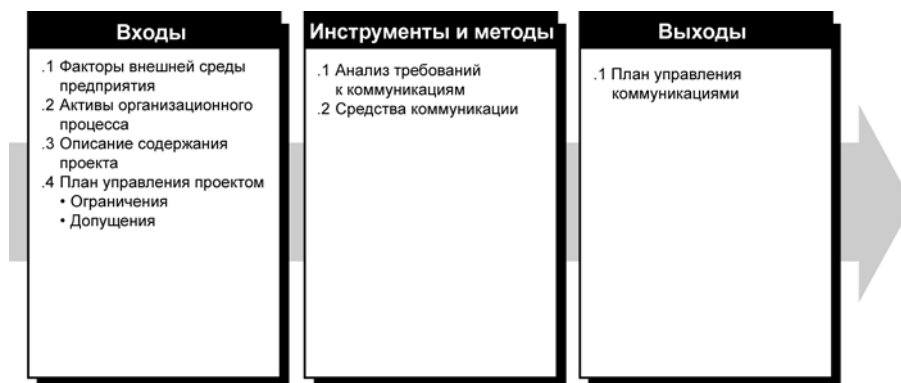 Входы
.1 Факторы внешней среды
предприятия
.2 Активы организационного
процесса
.3 Описание содержания
проекта
.4 План управления проектом
• Ограничения
• Допущения
Инструменты и методы
.1 Анализ требований
к коммуникациям
.2 Средства коммуникации
Выходы
.1 План управления
коммуникациями